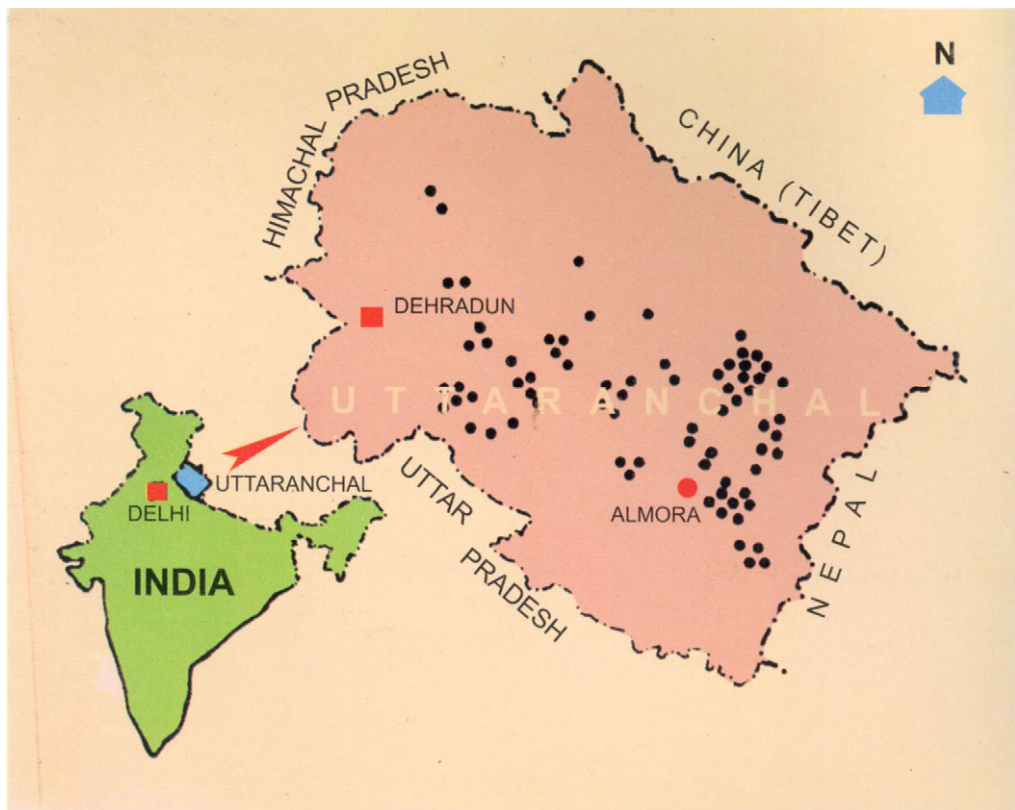 N
HIMACHAL PRADESH
CHINA (TIBET)
DEHRADUN
UTTARANCHAL
UTTARANCHAL
DELHI
UTTAR PRADESH
ALMORA
NEPAL
INDIA